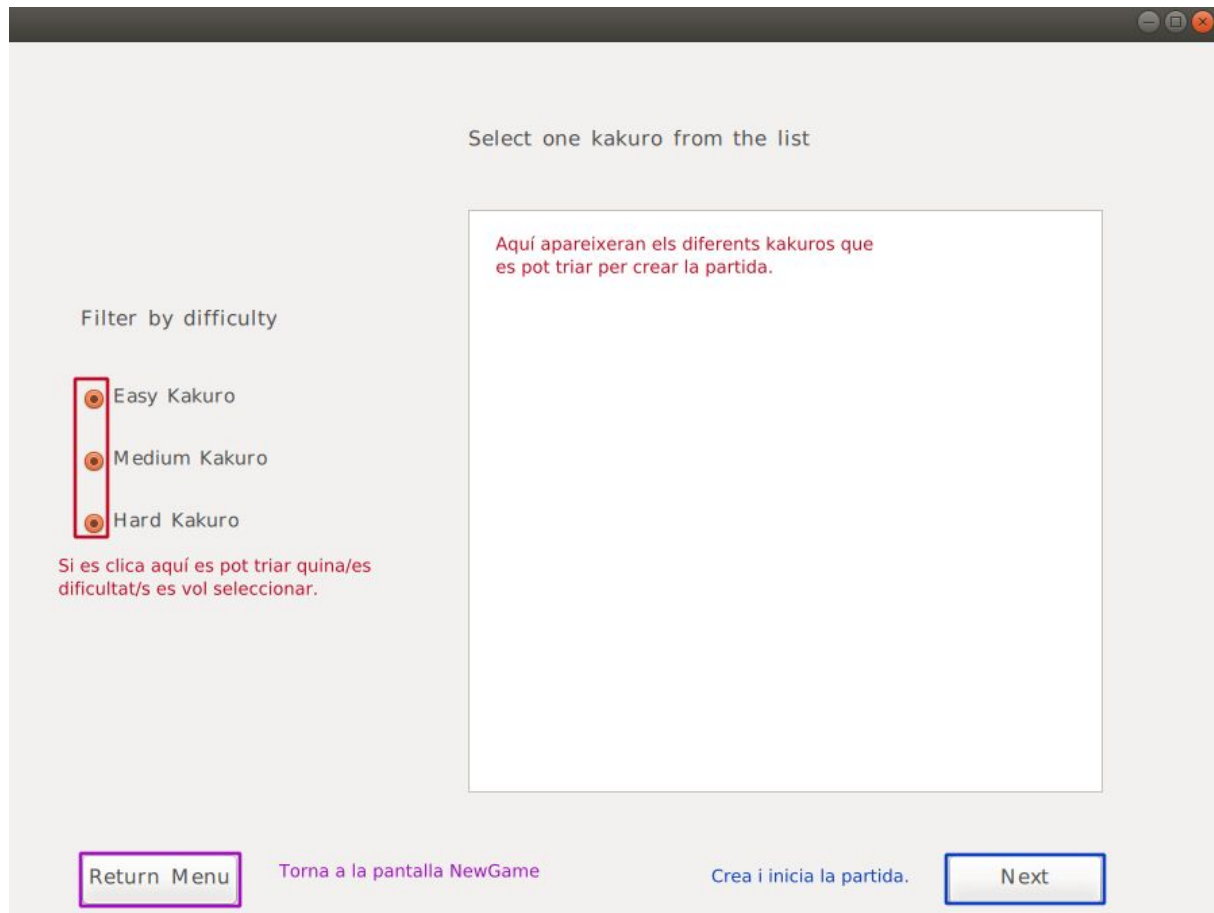 Select one kakuro from the list
Aquí apareixeran els diferents kakuros que
es pot triar per crear la partida.
Filter by difficulty
Easy Kakuro
Medium Kakuro
Hard Kakuro
Si es clica aquí es pot triar quina/es
dificultat/s es vol seleccionar.
Return Menu
Torna a la pantalla NewGame
Crea i inicia la partida.
Next